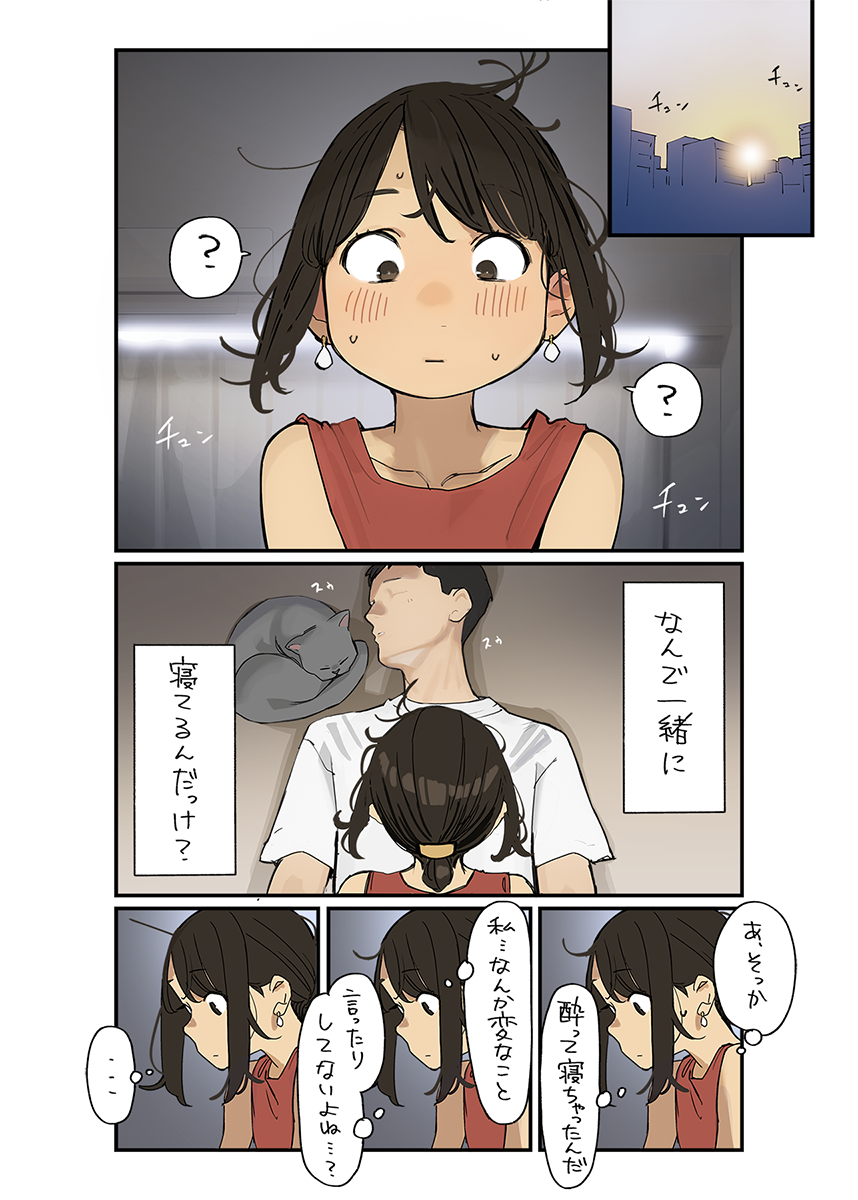 チュン
チュン
？
？
チュン
チュン
なんで一緒に
寝てるんだっけ？
スゥ
スゥ
あ、そっか
酔って寝ちゃったんだ
私…なんか変なこと
言ったり
してないよね…？
…